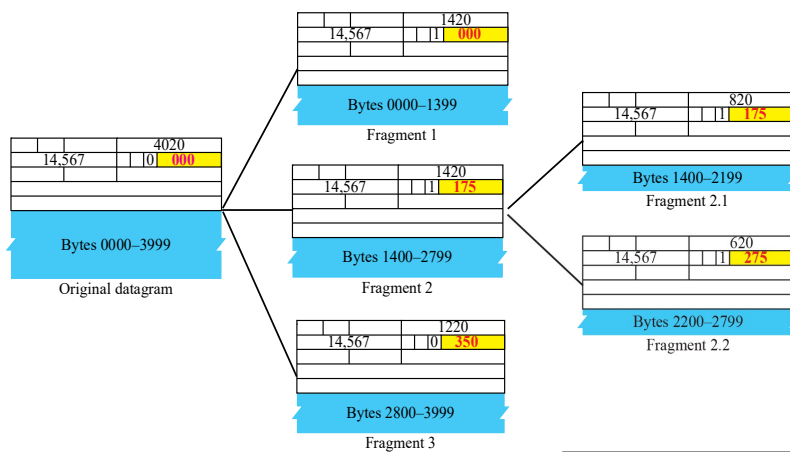 1420
14,567 1 000
Bytes 0000–1399
Fragment 1
4020
14,567 0 000
Bytes 0000–3999
Original datagram
1420
14,567 1 175
Bytes 1400–2799
Fragment 2
1220
14,567 0 350
Bytes 2800–3999
Fragment 3
820
14,567 1 175
Bytes 1400–2199
Fragment 2.1
620
14,567 1 275
Bytes 2200–2799
Fragment 2.2